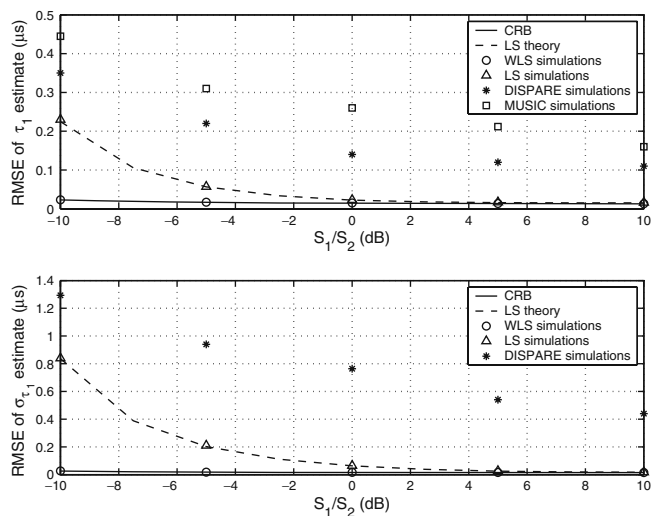 RMSE of τ1 estimate (μs)
0.5
0.4
0.3
0.2
0.1
0
−10 −8 −6 −4 −2 0 2 4 6 8 10
S1/S2 (dB)
CRB
LS theory
WLS simulations
LS simulations
DISPARE simulations
MUSIC simulations
RMSE of στ1 estimate (μs)
1.4
1.2
1
0.8
0.6
0.4
0.2
0
−10 −8 −6 −4 −2 0 2 4 6 8 10
S1/S2 (dB)
CRB
LS theory
WLS simulations
LS simulations
DISPARE simulations